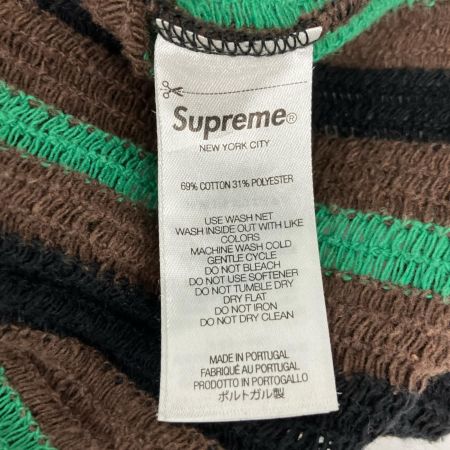 Supreme®
NEW YORK CITY
69% COTTON 31% POLYESTER
USE WASH NET
WASH INSIDE OUT WITH LIKE
COLORS
MACHINE WASH COLD
GENTLE CYCLE
DO NOT BLEACH
DO NOT USE SOFTENER
DO NOT TUMBLE DRY
DRY FLAT
DO NOT IRON
DO NOT DRY CLEAN
MADE IN PORTUGAL
FABRIQUÉ AU PORTUGAL
PRODOTTO IN PORTOGALLO
ポルトガル製